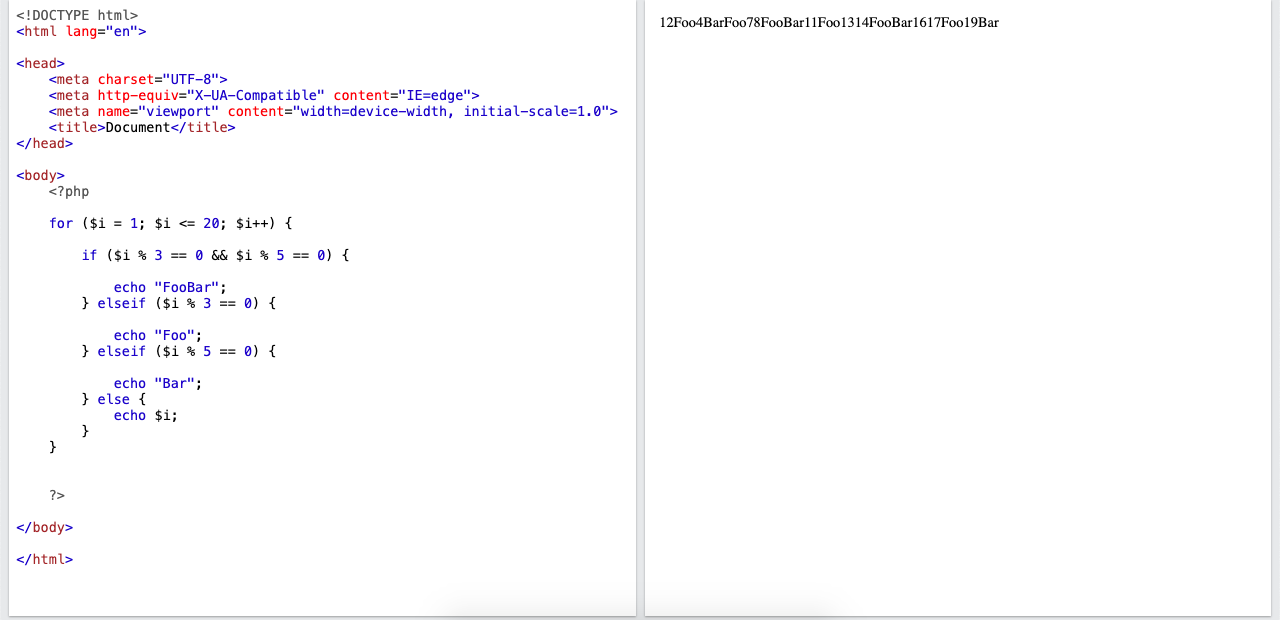 <!DOCTYPE html>
<html lang="en">
<head>
    <meta charset="UTF-8">
    <meta http-equiv="X-UA-Compatible" content="IE=edge">
    <meta name="viewport" content="width=device-width, initial-scale=1.0">
    <title>Document</title>
</head>
<body>
    <?php
    for ($i = 1; $i <= 20; $i++) {
        if ($i % 3 == 0 && $i % 5 == 0) {
            echo "FooBar";
        } elseif ($i % 3 == 0) {
            echo "Foo";
        } elseif ($i % 5 == 0) {
            echo "Bar";
        } else {
            echo $i;
        }
    }
    ?>
</body>
</html>
12Foo4BarFoo78FooBar11Foo1314FooBar1617Foo19Bar